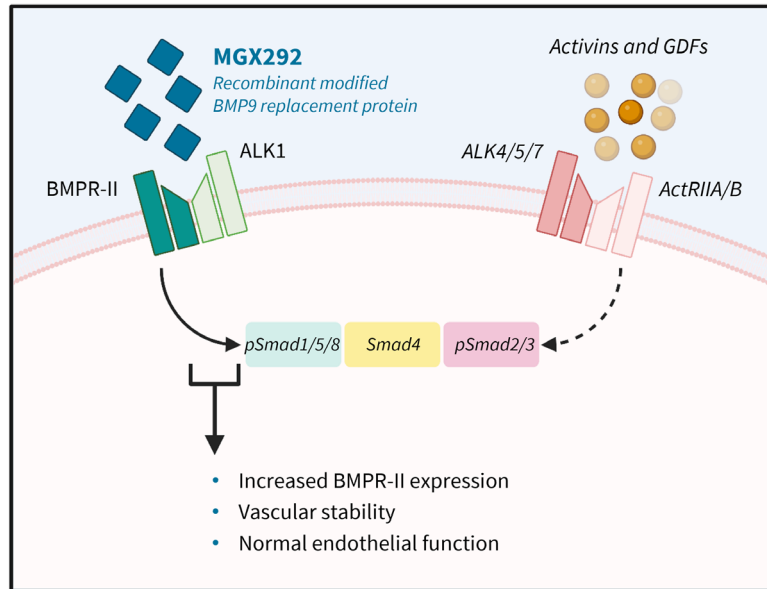 MGX292
Recombinant modified
BMP9 replacement protein
Activins and GDFs
ALK1
BMPR-II
ALK4/5/7
ActRIIA/B
pSmad1/5/8
Smad4
pSmad2/3
• Increased BMPR-II expression
• Vascular stability
• Normal endothelial function